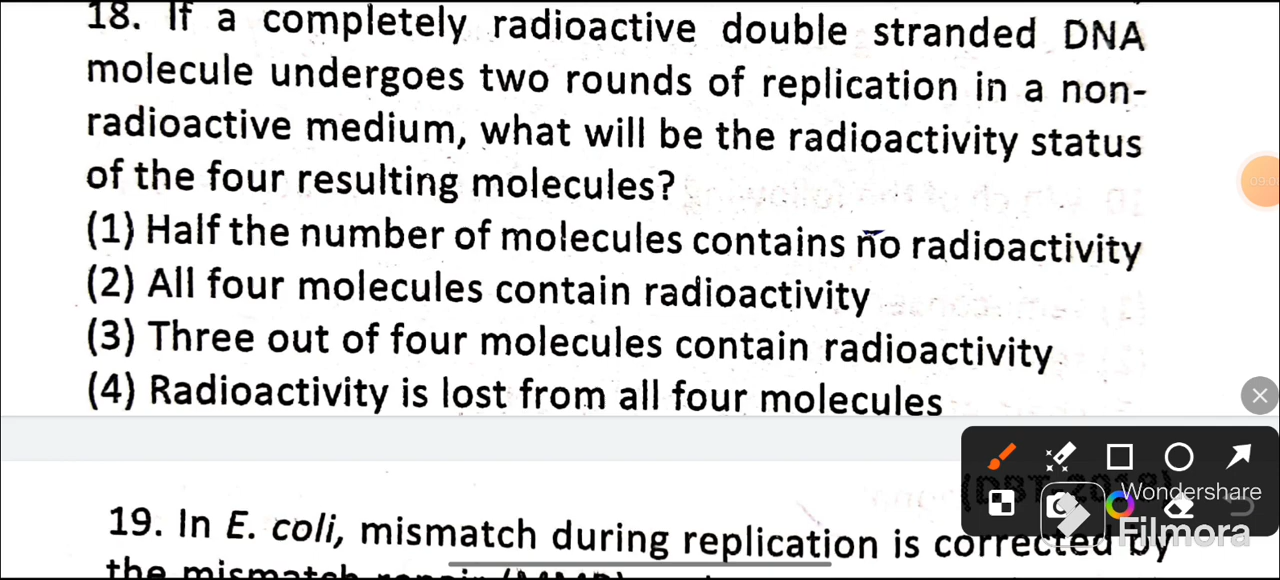 18. If a completely radioactive double stranded DNA
molecule undergoes two rounds of replication in a non-
radioactive medium, what will be the radioactivity status
of the four resulting molecules?
(1) Half the number of molecules contains no radioactivity
(2) All four molecules contain radioactivity
(3) Three out of four molecules contain radioactivity
(4) Radioactivity is lost from all four molecules
19. In E. coli, mismatch during replication is corrected by
the mismatch repair
Wondershare
Filmora